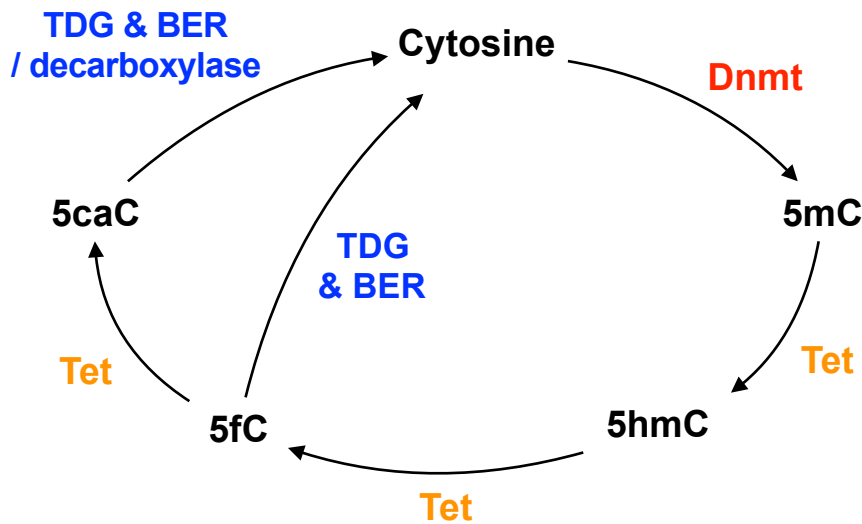 TDG & BER
/ decarboxylase
Cytosine
Dnmt
5caC
5mC
TDG
& BER
Tet
Tet
5fC
5hmC
Tet